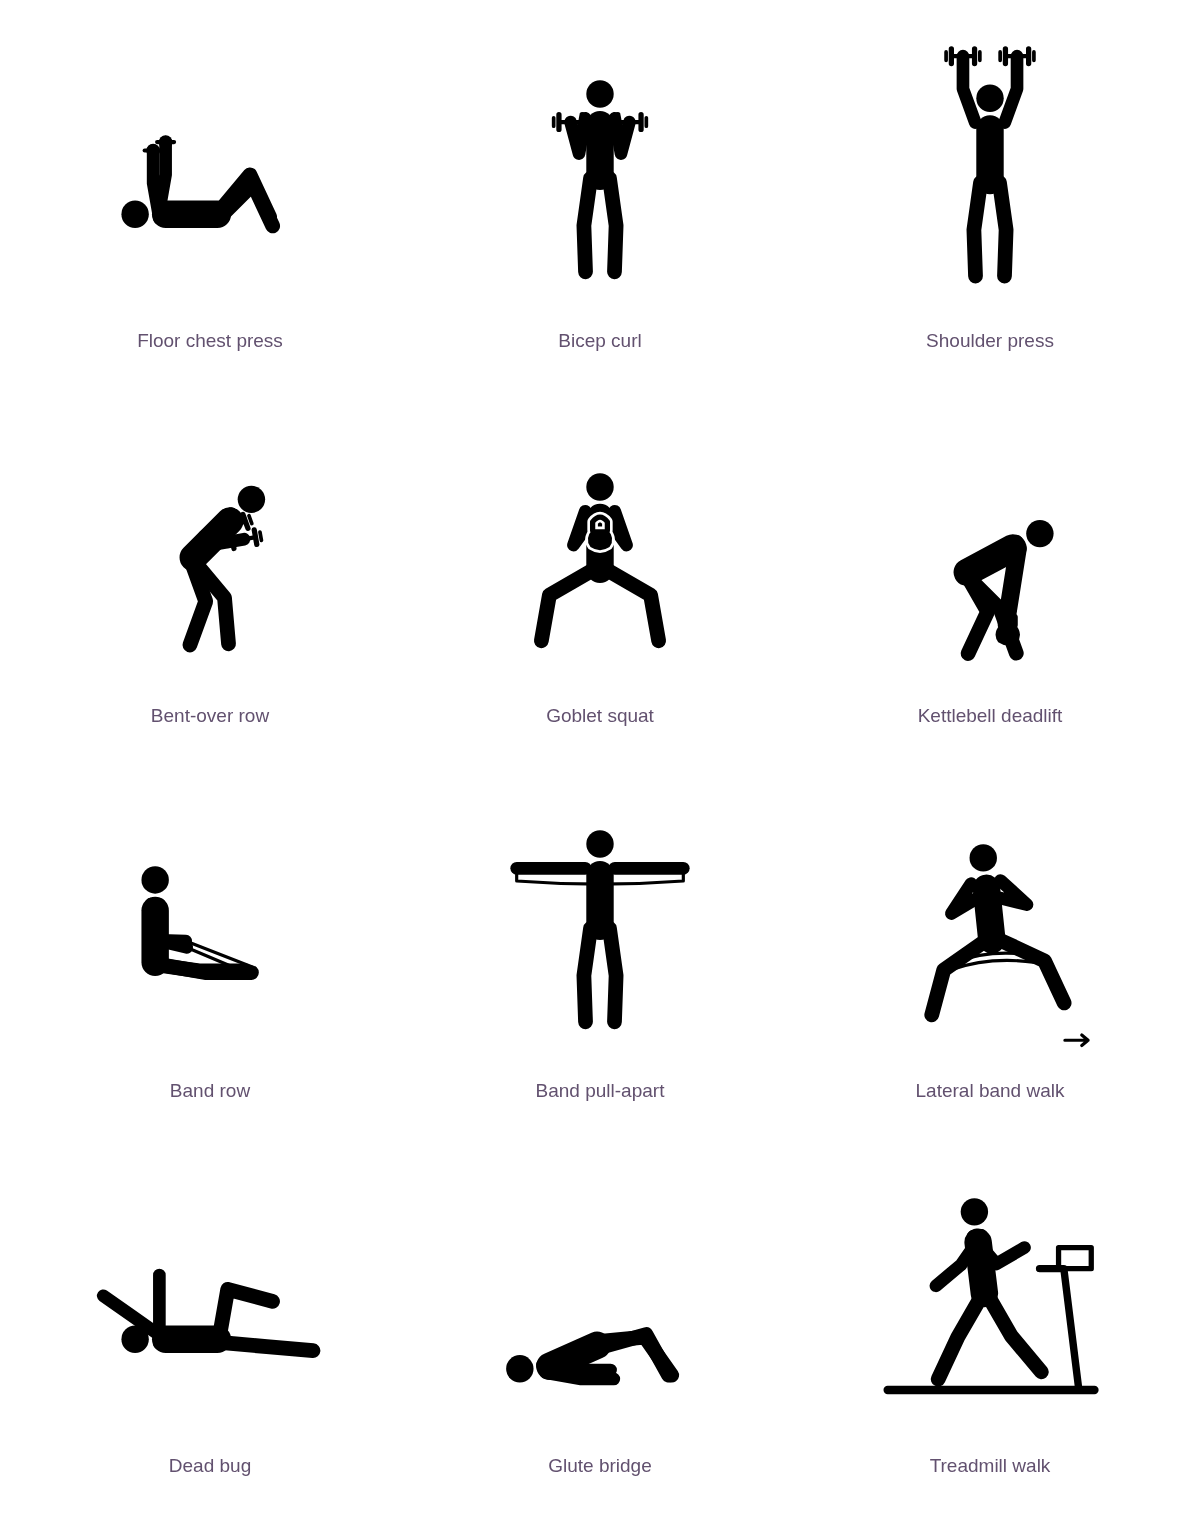 Floor chest press
Bicep curl
Shoulder press
Bent-over row
Goblet squat
Kettlebell deadlift
Band row
Band pull-apart
Lateral band walk
Dead bug
Glute bridge
Treadmill walk